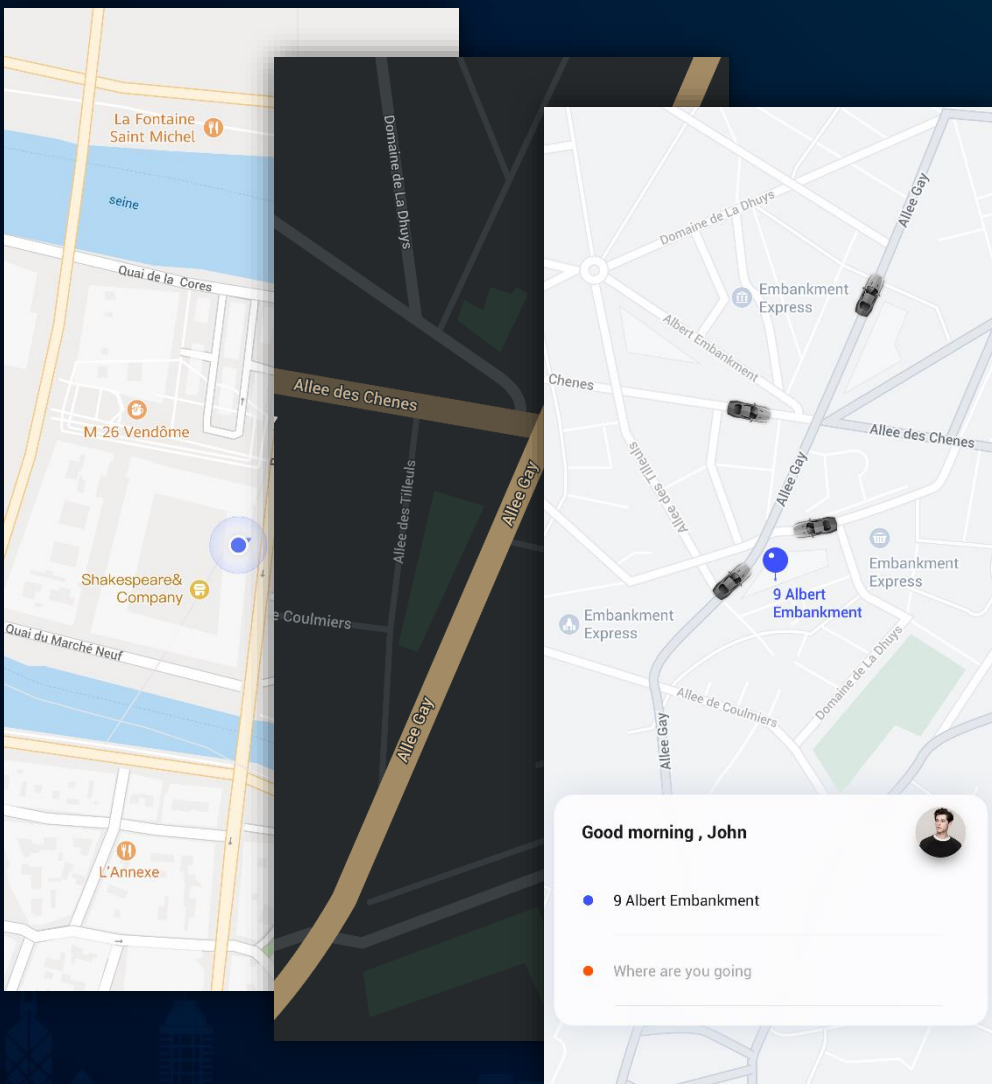 La Fontaine
Saint Michel
seine
Quai de la Cores
M 26 Vendôme
Shakespeare&
Company
Quai du Marché Neuf
L'Annexe
Domaine de La Dhuys
Allee des Chenes
Allee des Tilleuls
Allee Gay
Coulmiers
Allee Gay
Allee Gay
Domaine de La Dhuys
Embankment
Express
Albert Embankment
Chenes
Allee des Chenes
Allee des Tilleuls
Allee Gay
Embankment
Express
9 Albert
Embankment
Embankment
Express
Domaine de La Dhuys
Allee de Coulmiers
Allee Gay
Good morning , John
9 Albert Embankment
Where are you going